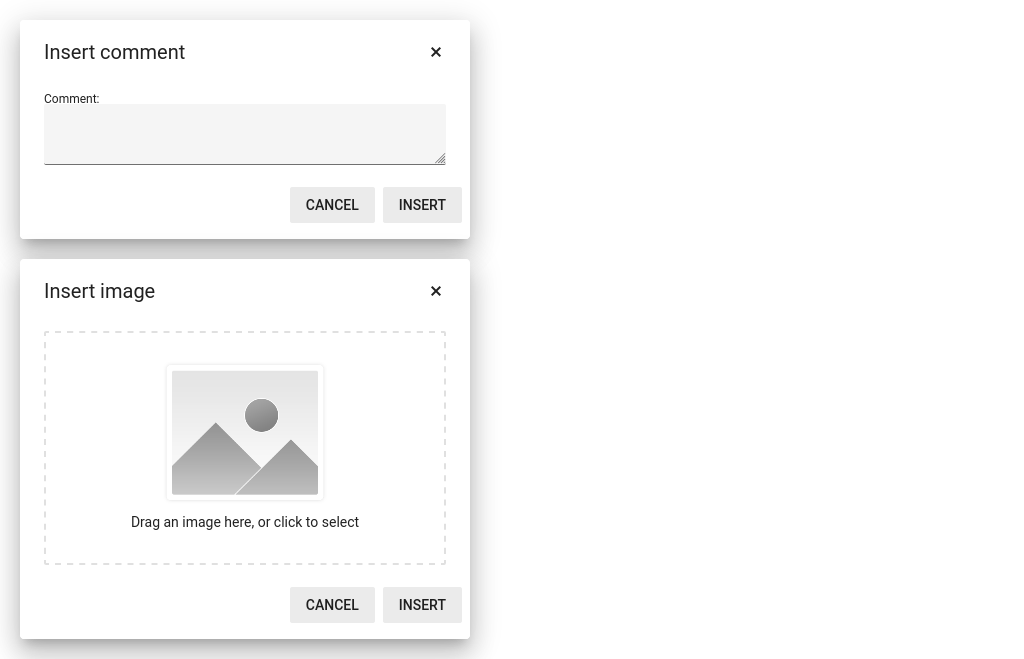 Insert comment
×
Comment:
CANCEL INSERT
Insert image
×
Drag an image here, or click to select
CANCEL INSERT